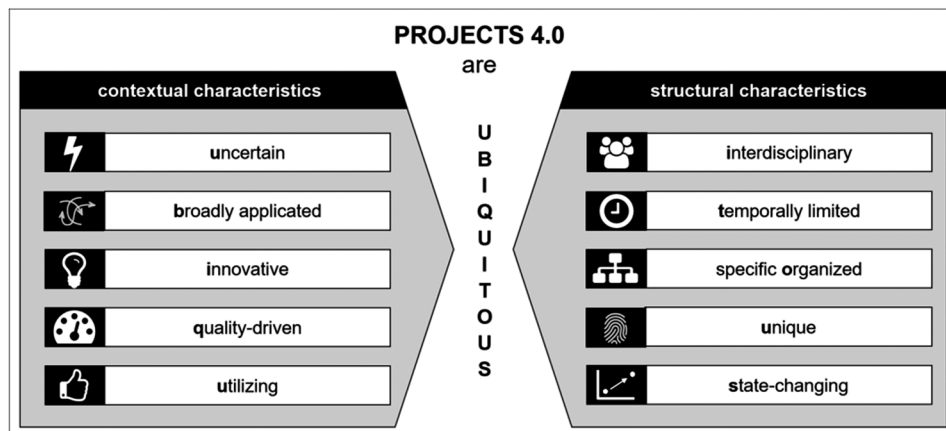 PROJECTS 4.0
are
contextual characteristics
uncertain
broadly applicated
innovative
quality-driven
utilizing
U
B
I
Q
U
I
T
O
U
S
structural characteristics
interdisciplinary
temporally limited
specific organized
unique
state-changing